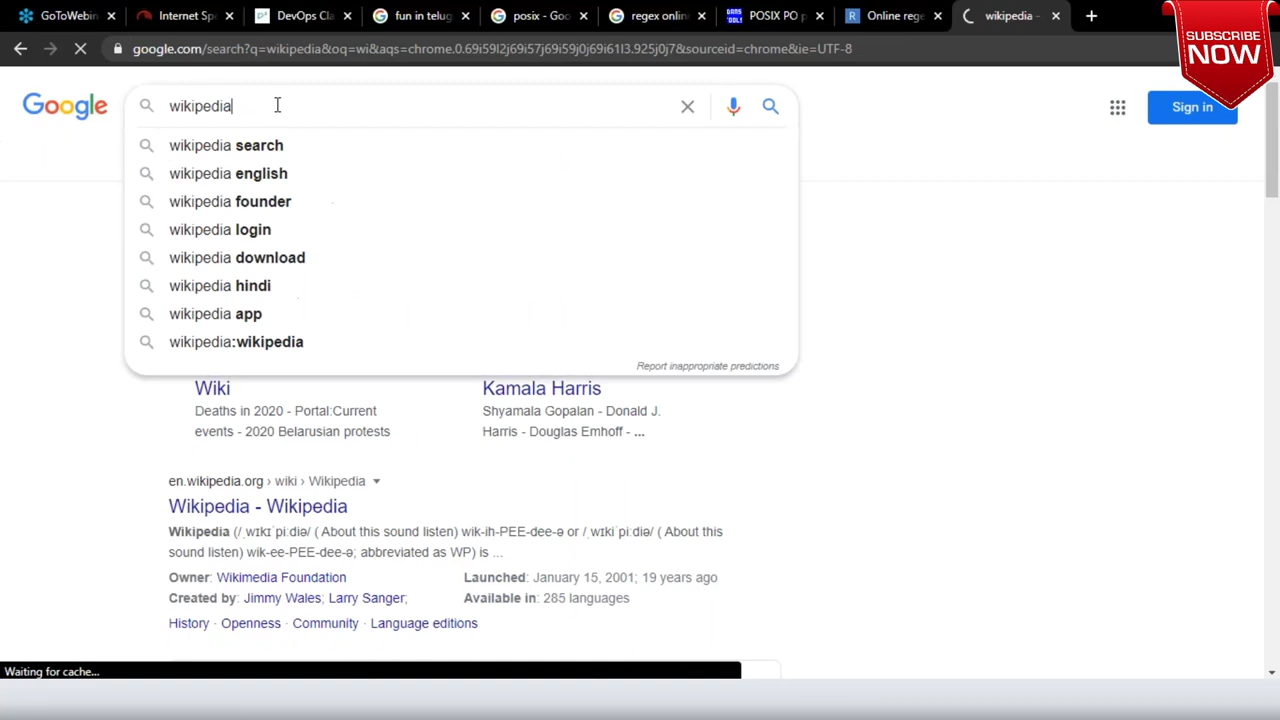 GoToWebin
Internet Spe
DevOps Cla
fun in telug
posix - Goo
regex online
POSIX PO p
Online rege
wikipedia -
SUBSCRIBE
NOW
google.com/search?q=wikipedia&oq=wi&aqs=chrome.0.69i59l2j69i57j69i59j0j69i61l3.925j0j7&sourceid=chrome&ie=UTF-8
Google
wikipedia
Sign in
wikipedia search
wikipedia english
wikipedia founder
wikipedia login
wikipedia download
wikipedia hindi
wikipedia app
wikipedia:wikipedia
Report inappropriate predictions
Wiki
Deaths in 2020 - Portal:Current
events - 2020 Belarusian protests
Kamala Harris
Shyamala Gopalan - Donald J.
Harris - Douglas Emhoff - ...
en.wikipedia.org › wiki › Wikipedia
Wikipedia - Wikipedia
Wikipedia (/ˌwɪkɪˈpiːdiə/ ( About this sound listen) wik-ih-PEE-dee-ə or /ˌwɪkiˈpiːdiə/ ( About this
sound listen) wik-ee-PEE-dee-ə; abbreviated as WP) is ...
Owner: Wikimedia Foundation
Launched: January 15, 2001; 19 years ago
Created by: Jimmy Wales; Larry Sanger;
Available in: 285 languages
History · Openness · Community · Language editions
Waiting for cache...